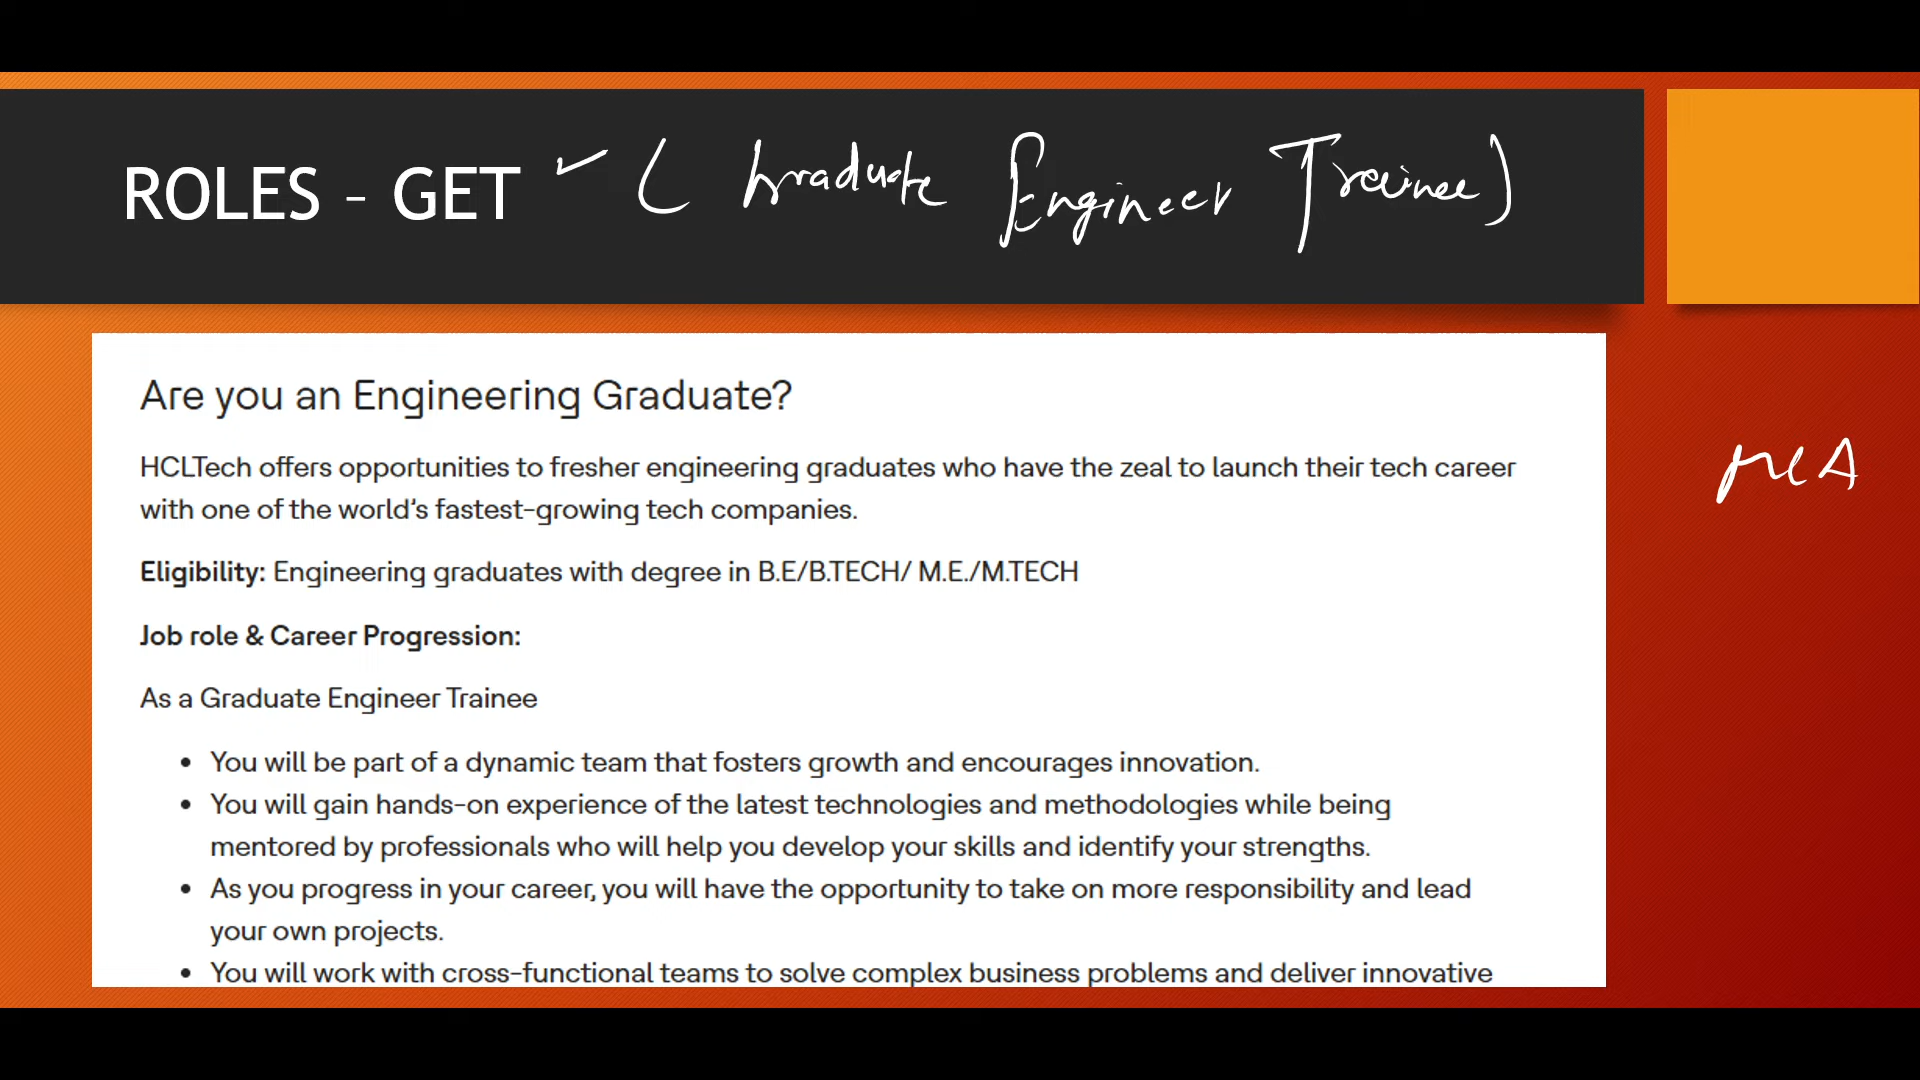 ROLES - GET ✓ (Graduate Engineer Trainee)
Are you an Engineering Graduate?
HCLTech offers opportunities to fresher engineering graduates who have the zeal to launch their tech career
with one of the world's fastest-growing tech companies.
MCA
Eligibility: Engineering graduates with degree in B.E/B.TECH/ M.E./M.TECH
Job role & Career Progression:
As a Graduate Engineer Trainee
• You will be part of a dynamic team that fosters growth and encourages innovation.
• You will gain hands-on experience of the latest technologies and methodologies while being
mentored by professionals who will help you develop your skills and identify your strengths.
• As you progress in your career, you will have the opportunity to take on more responsibility and lead
your own projects.
• You will work with cross-functional teams to solve complex business problems and deliver innovative